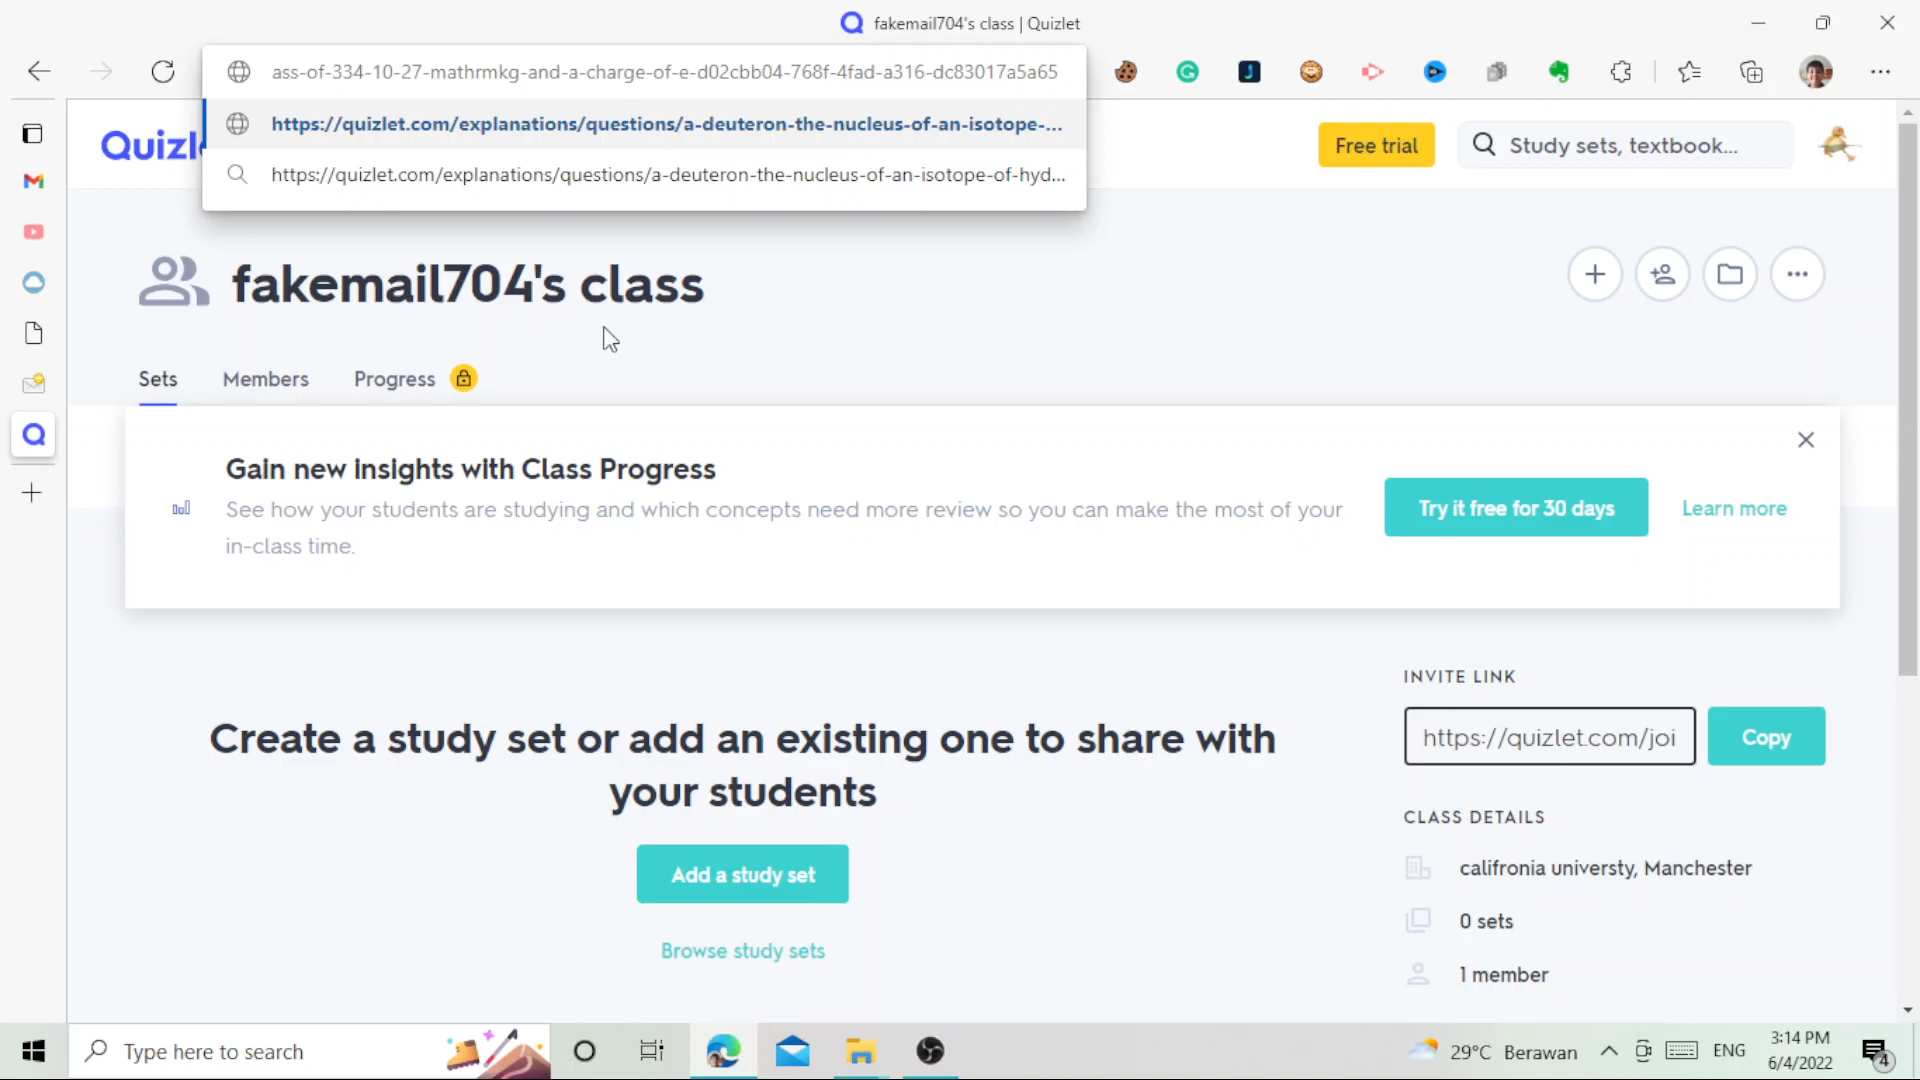 fakemail704's class | Quizlet
ass-of-334-10-27-mathrmkg-and-a-charge-of-e-d02cbb04-768f-4fad-a316-dc83017a5a65
https://quizlet.com/explanations/questions/a-deuteron-the-nucleus-of-an-isotope-...
https://quizlet.com/explanations/questions/a-deuteron-the-nucleus-of-an-isotope-of-hyd...
Quizl
Free trial
Study sets, textbook...
fakemail704's class
Sets
Members
Progress
Gain new insights with Class Progress
See how your students are studying and which concepts need more review so you can make the most of your
in-class time.
Try it free for 30 days
Learn more
INVITE LINK
https://quizlet.com/joi
Copy
Create a study set or add an existing one to share with
your students
Add a study set
Browse study sets
CLASS DETAILS
califronia universty, Manchester
0 sets
1 member
Type here to search
29°C Berawan
ENG
3:14 PM
6/4/2022
4